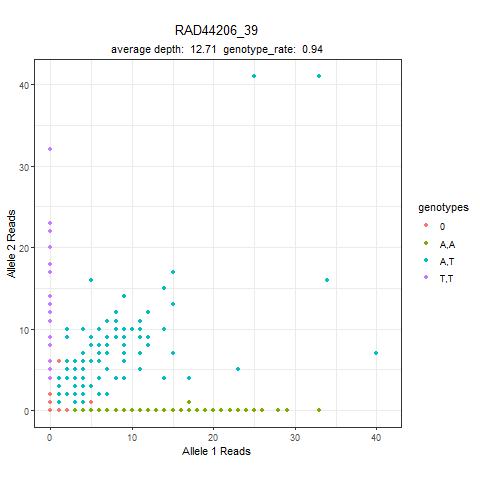 RAD44206_39
average depth: 12.71 genotype_rate: 0.94
40
30
20
10
0
Allele 2 Reads
0 10 20 30 40
Allele 1 Reads
genotypes
0
A,A
A,T
T,T